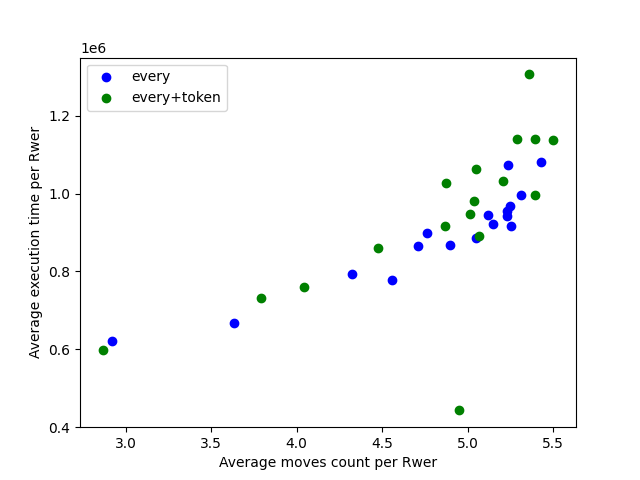 1e6
every
every+token
1.2
1.0
0.8
0.6
0.4
Average execution time per Rwer
3.0 3.5 4.0 4.5 5.0 5.5
Average moves count per Rwer